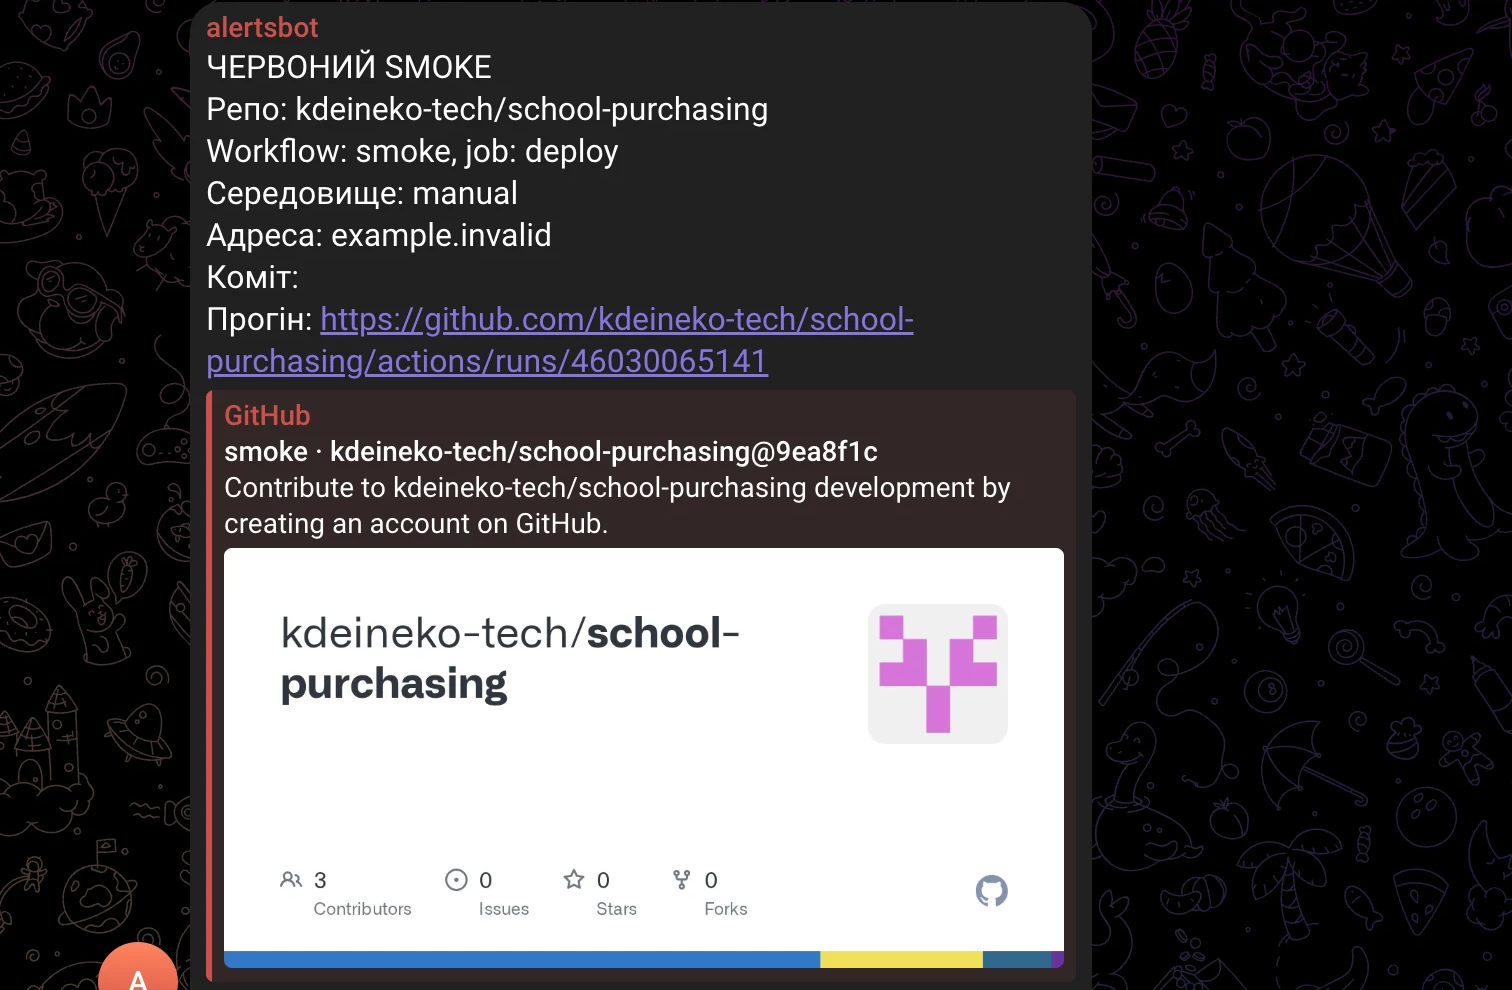 alertsbot
ЧЕРВОНИЙ SMOKE
Репо: kdeineko-tech/school-purchasing
Workflow: smoke, job: deploy
Середовище: manual
Адреса: example.invalid
Коміт:
Прогін: https://github.com/kdeineko-tech/school-
purchasing/actions/runs/46030065141
GitHub
smoke · kdeineko-tech/school-purchasing@9ea8f1c
Contribute to kdeineko-tech/school-purchasing development by
creating an account on GitHub.
kdeineko-tech/school-
purchasing
3 0 0 0
Contributors Issues Stars Forks
A